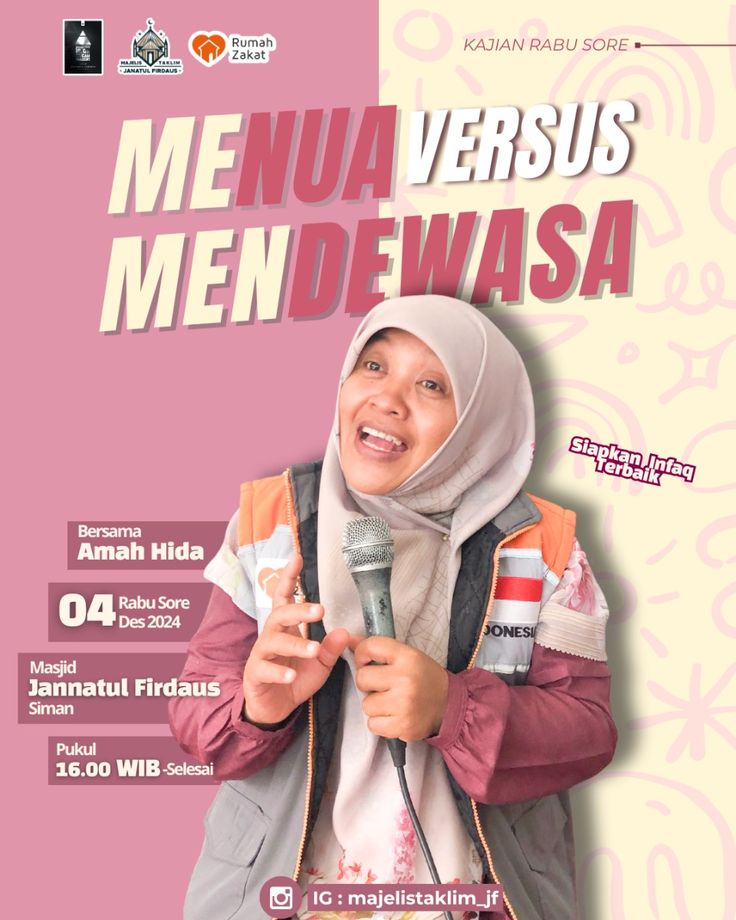 MAJELIS TAKLIM
JANATUL FIRDAUS
Rumah
Zakat
KAJIAN RABU SORE
MENUA VERSUS
MENDEWASA
Siapkan Infaq
Terbaik
Bersama
Amah Hida
04 Rabu Sore
Des 2024
Masjid
Jannatul Firdaus
Siman
Pukul
16.00 WIB -Selesai
DONESIA
IG : majelistaklim_jf